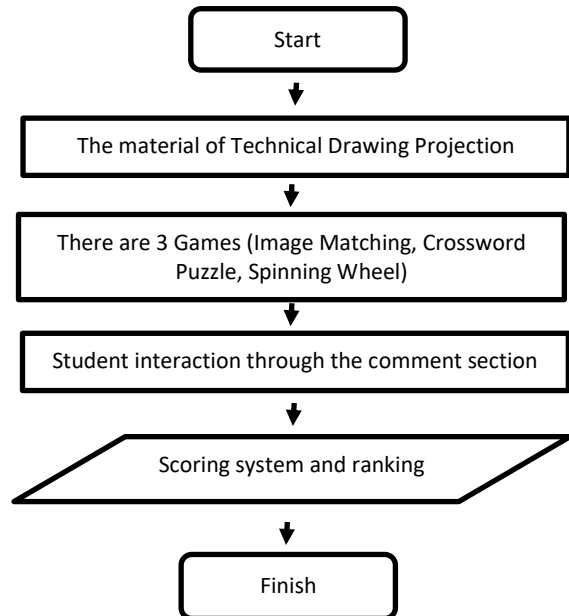 Start
The material of Technical Drawing Projection
There are 3 Games (Image Matching, Crossword
Puzzle, Spinning Wheel)
Student interaction through the comment section
Scoring system and ranking
Finish